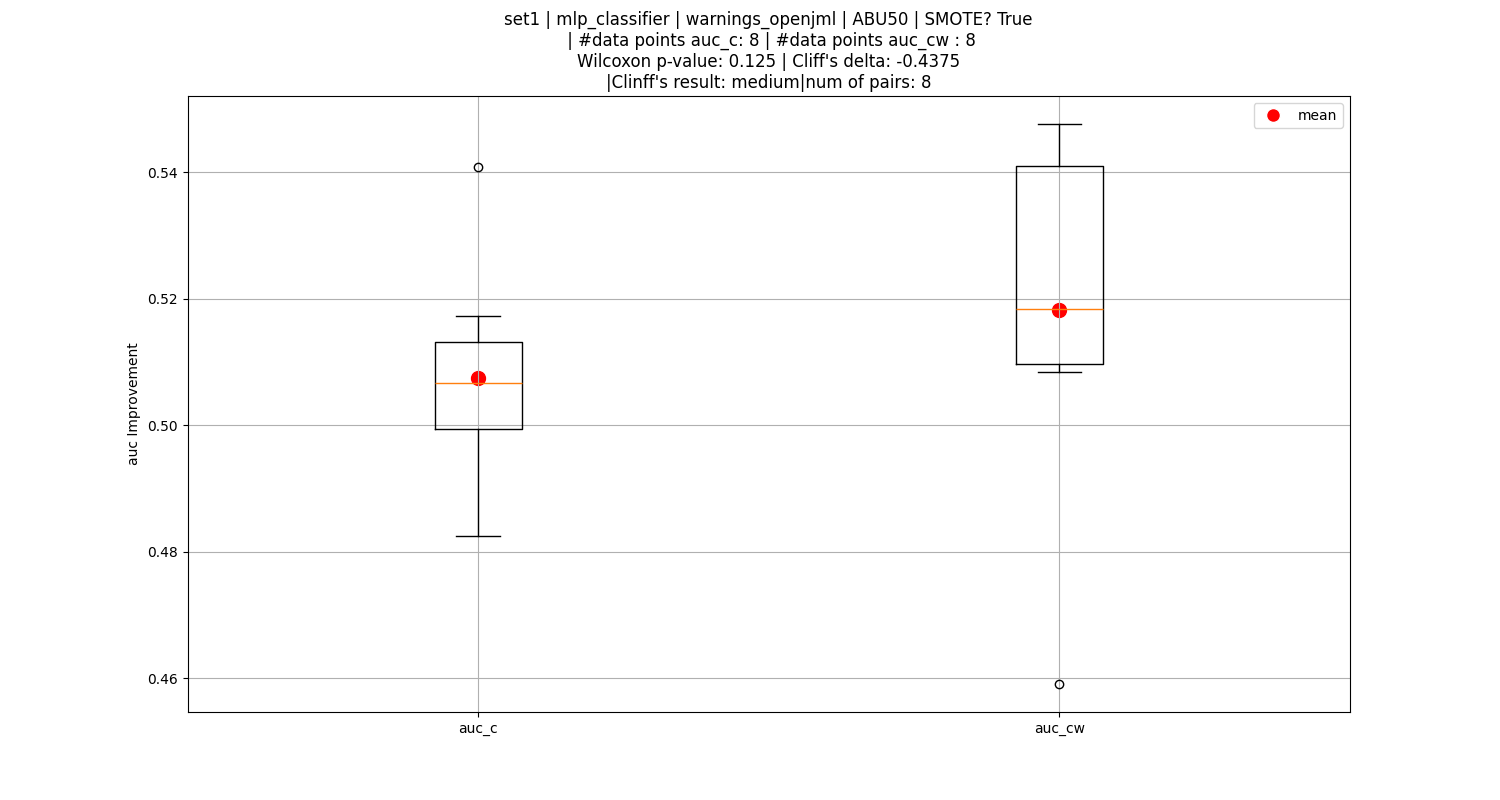 set1 | mlp_classifier | warnings_openjml | ABU50 | SMOTE? True
| #data points auc_c: 8 | #data points auc_cw : 8
Wilcoxon p-value: 0.125 | Cliff's delta: -0.4375
|Clinff's result: medium|num of pairs: 8
mean
0.54
0.52
0.50
0.48
0.46
auc Improvement
auc_c
auc_cw